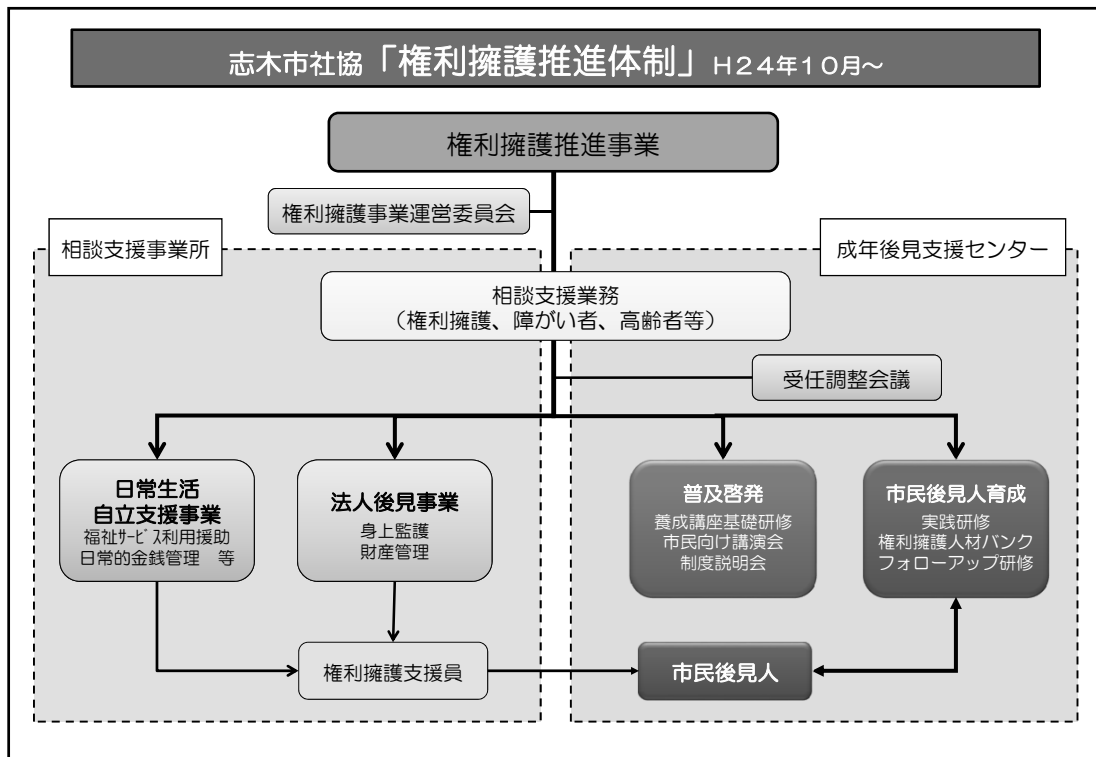 志木市社協「権利擁護推進体制」H24年10月~
権利擁護推進事業
権利擁護事業運営委員会
相談支援事業所
成年後見支援センター
相談支援業務
（権利擁護、障がい者、高齢者等）
受任調整会議
日常生活
自立支援事業
福祉ｻｰﾋﾞｽ利用援助
日常的金銭管理　等
法人後見事業
身上監護
財産管理
普及啓発
養成講座基礎研修
市民向け講演会
制度説明会
市民後見人育成
実践研修
権利擁護人材バンク
フォローアップ研修
権利擁護支援員
市民後見人